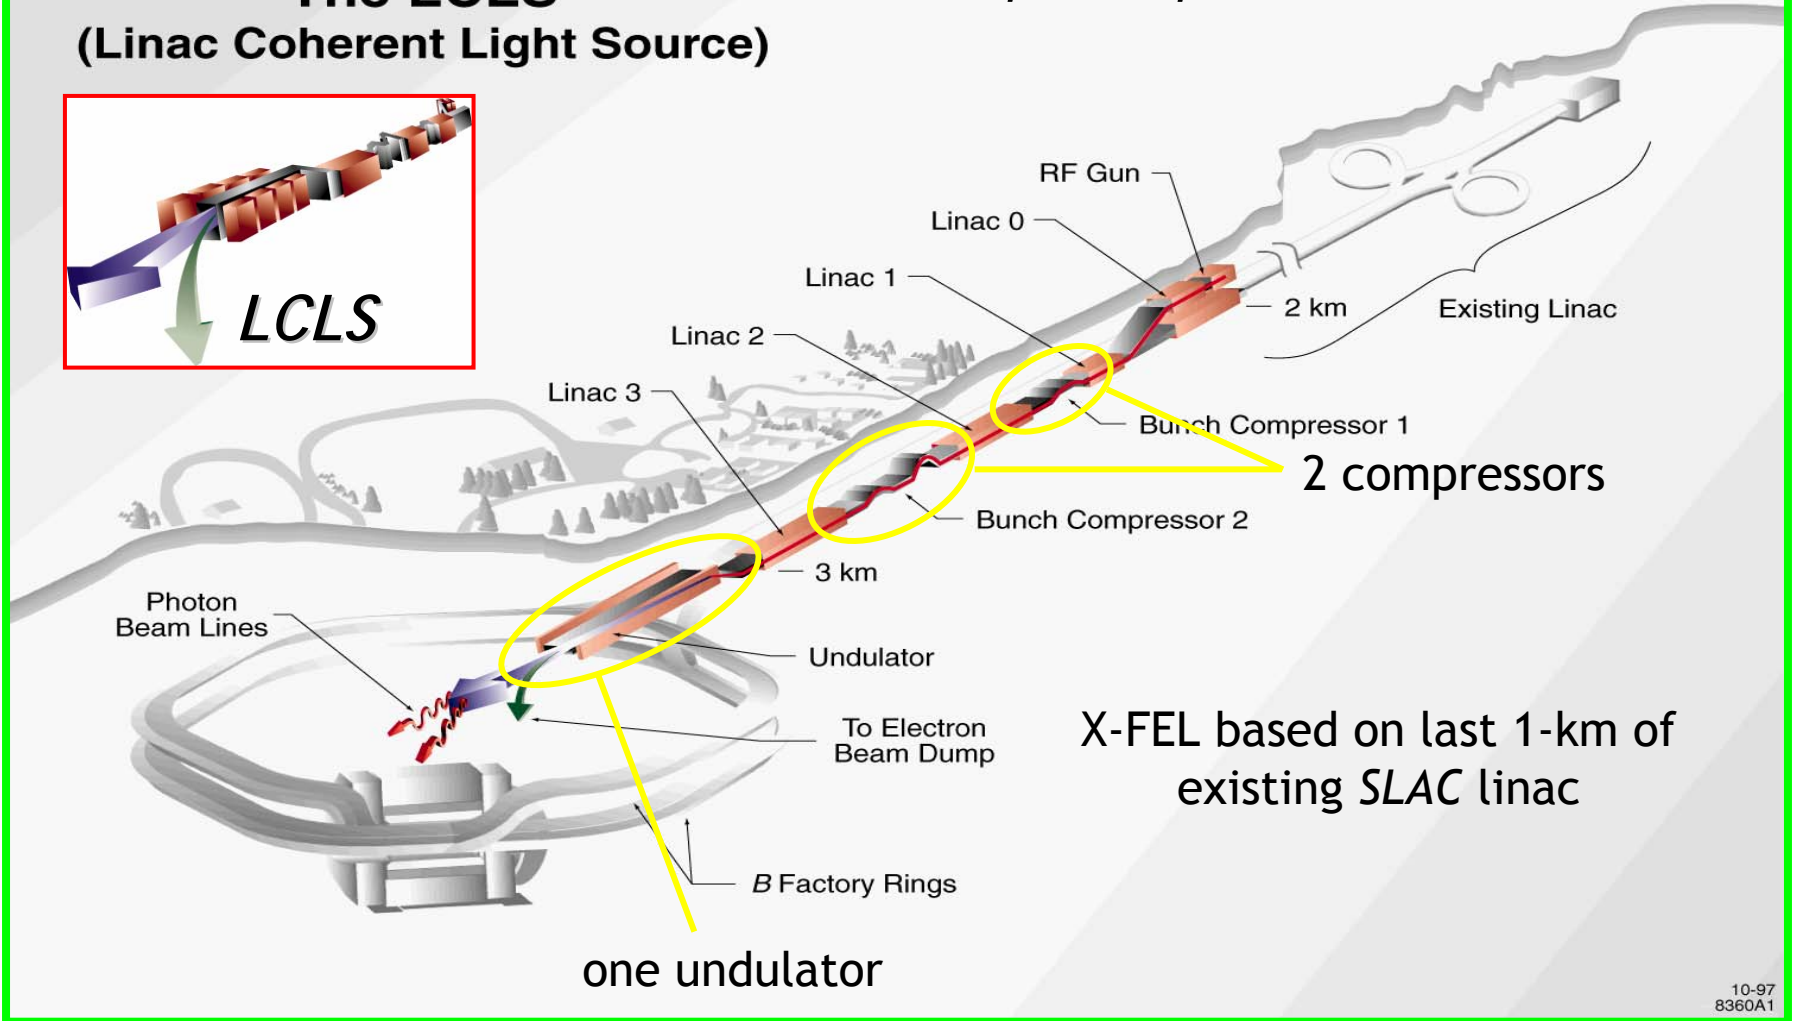 The LCLS
(Linac Coherent Light Source)
LCLS
RF Gun
Linac 0
Linac 1
Linac 2
Linac 3
2 km
Existing Linac
Bunch Compressor 1
2 compressors
Bunch Compressor 2
3 km
Photon
Beam Lines
Undulator
To Electron
Beam Dump
X-FEL based on last 1-km of
existing SLAC linac
B Factory Rings
one undulator
10-97
8360A1